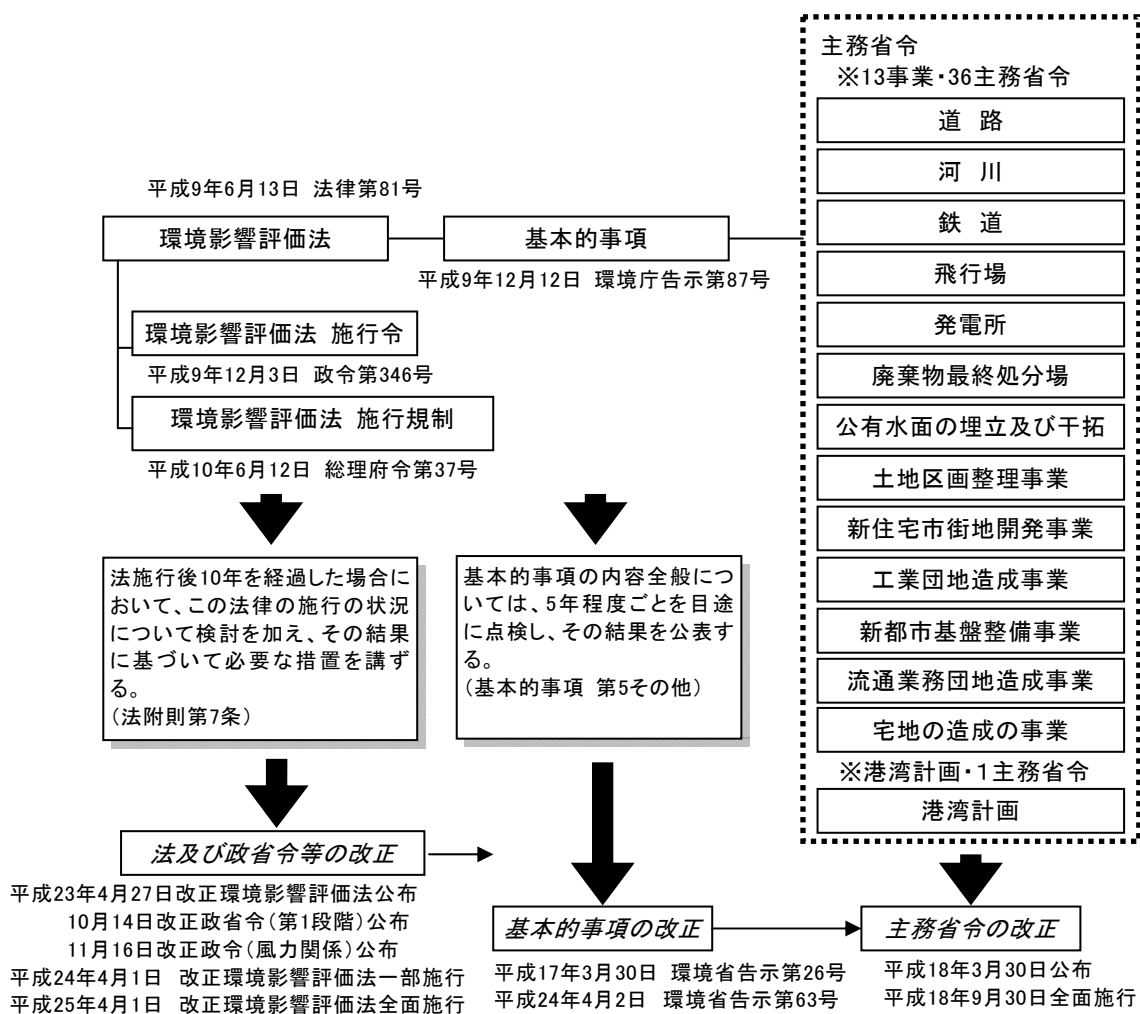 平成9年6月13日 法律第81号
環境影響評価法
基本的事項
平成9年12月12日 環境庁告示第87号
環境影響評価法 施行令
平成9年12月3日 政令第346号
環境影響評価法 施行規制
平成10年6月12日 総理府令第37号
法施行後10年を経過した場合に
おいて、この法律の施行の状況
について検討を加え、その結果
に基づいて必要な措置を講ず
る。
(法附則第7条)
基本的事項の内容全般につ
いては、5年程度ごとを目途
に点検し、その結果を公表す
る。
(基本的事項 第5その他)
主務省令
※13事業・36主務省令
道 路
河 川
鉄 道
飛行場
発電所
廃棄物最終処分場
公有水面の埋立及び干拓
土地区画整理事業
新住宅市街地開発事業
工業団地造成事業
新都市基盤整備事業
流通業務団地造成事業
宅地の造成の事業
※港湾計画・1主務省令
港湾計画
法及び政省令等の改正
平成23年4月27日改正環境影響評価法公布
10月14日改正政省令(第1段階)公布
11月16日改正政令(風力関係)公布
平成24年4月1日 改正環境影響評価法一部施行
平成25年4月1日 改正環境影響評価法全面施行
基本的事項の改正
平成17年3月30日 環境省告示第26号
平成24年4月2日 環境省告示第63号
主務省令の改正
平成18年3月30日公布
平成18年9月30日全面施行